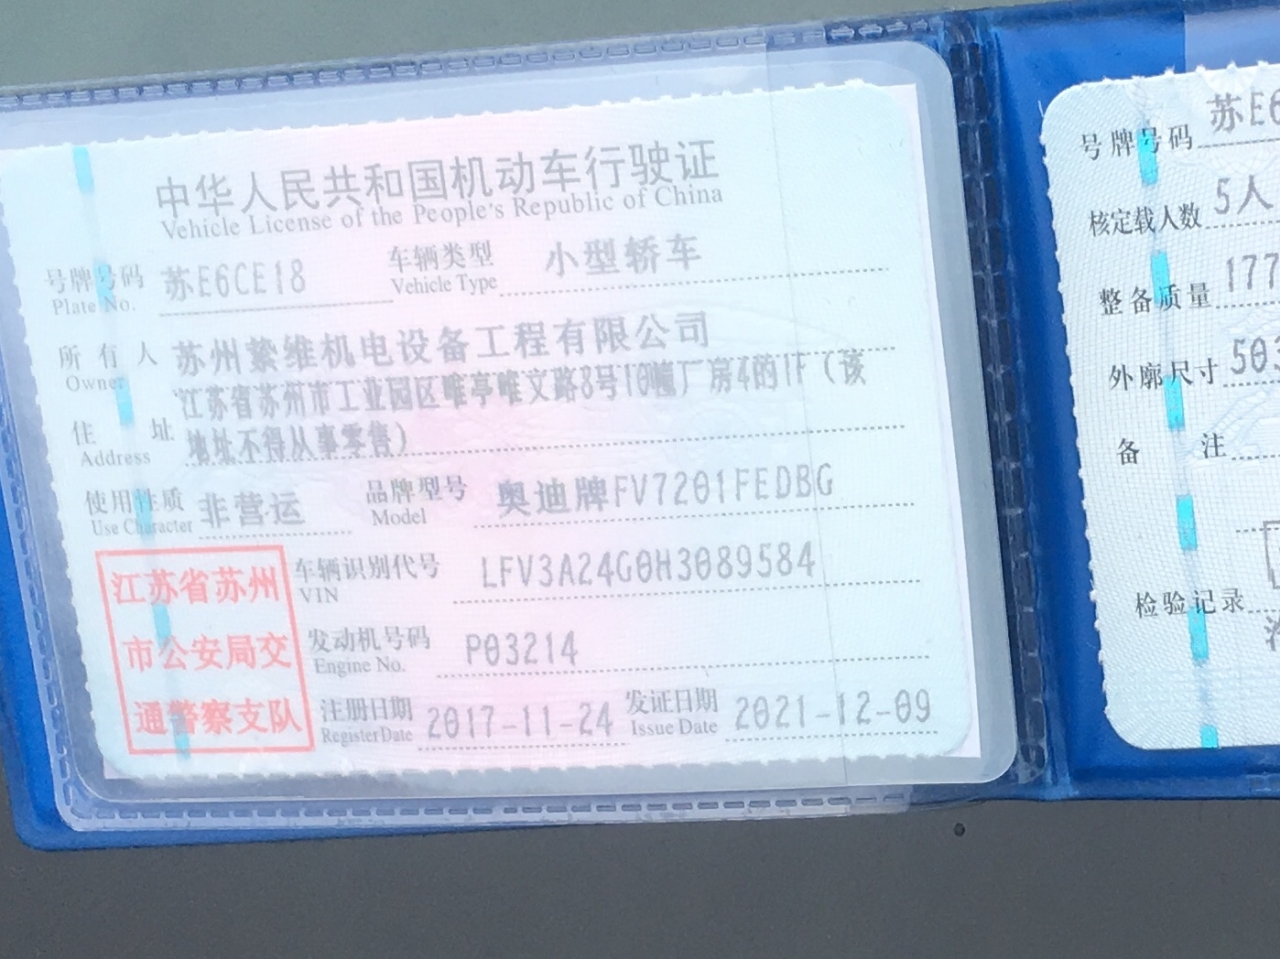 中华人民共和国机动车行驶证
Vehicle License of the People's Republic of China
号牌号码 苏E6CE18 车辆类型 小型轿车
Plate No. Vehicle Type
所有人 苏州 维机电设备工程有限公司
Owner
江苏省苏州市工业园区唯亭唯文路8号10幢厂房4的1F(该
住址 地址不得从事零售)
Address
使用性质 非营运 品牌型号 奥迪牌FV7201FEDBG
Use Character Model
车辆识别代号 LFV3A24G0H3089584
VIN
发动机号码 P03214
Engine No.
注册日期 2017-11-24 发证日期 2021-12-09
Register Date Issue Date
江苏省苏州
市公安局交
通警察支队
号牌号码 苏E6
核定载人数 5人
整备质量 177
外廓尺寸 503
备注
检验记录